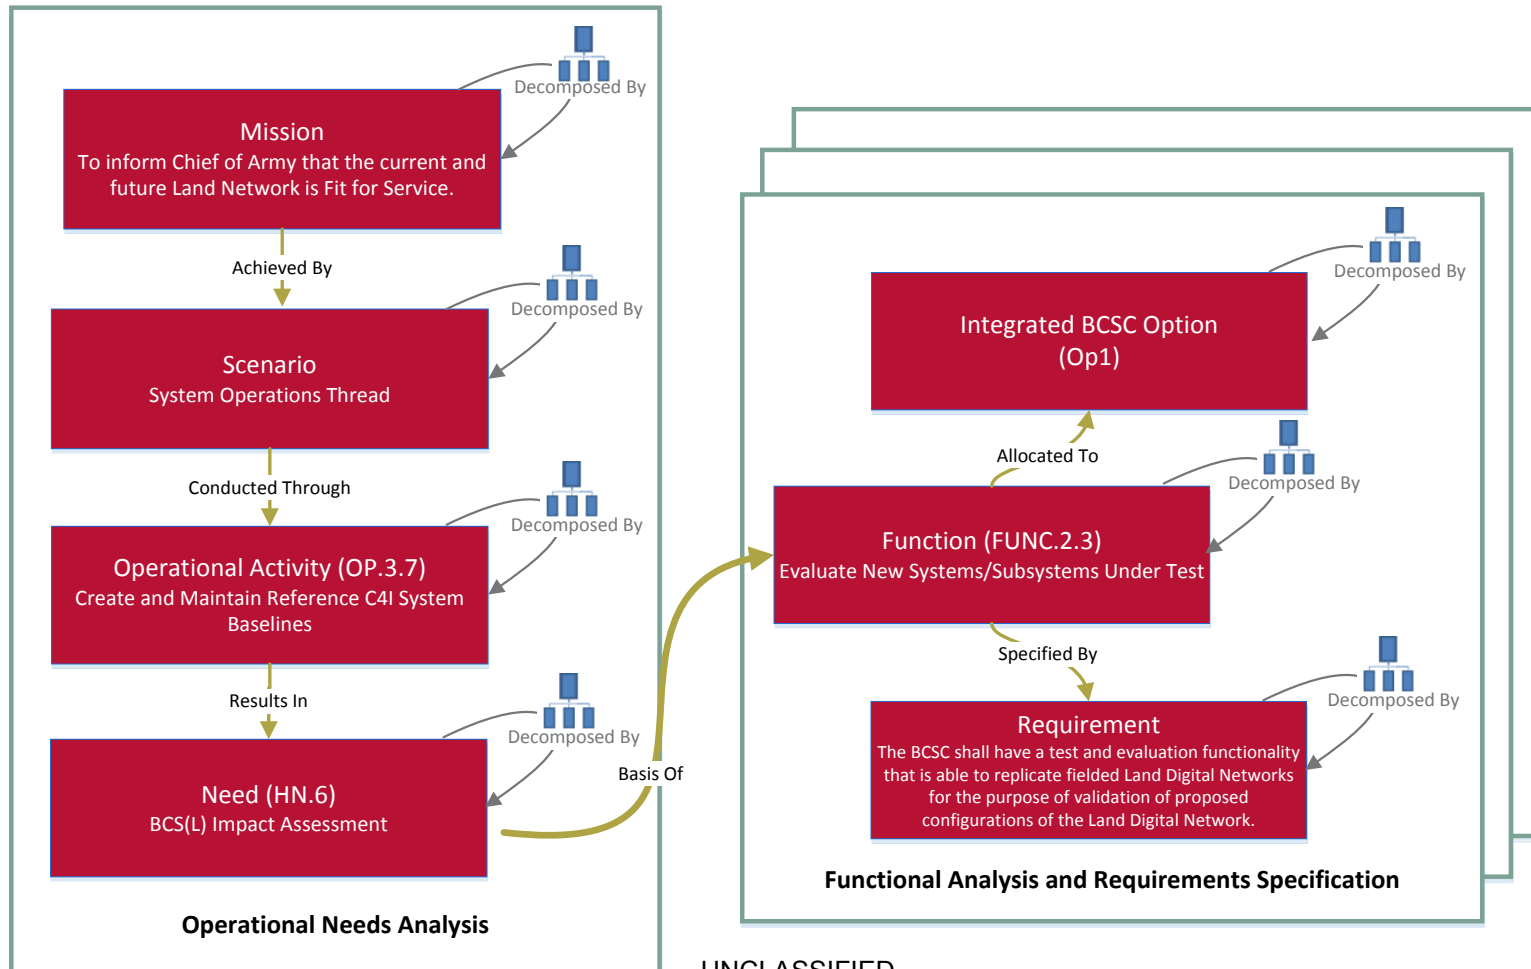 Decomposed By
Mission
To inform Chief of Army that the current and
future Land Network is Fit for Service.
Achieved By
Decomposed By
Scenario
System Operations Thread
Conducted Through
Decomposed By
Operational Activity (OP.3.7)
Create and Maintain Reference C4I System
Baselines
Results In
Decomposed By
Need (HN.6)
BCS(L) Impact Assessment
Operational Needs Analysis
Basis Of
Decomposed By
Integrated BCSC Option
(Op1)
Allocated To
Decomposed By
Function (FUNC.2.3)
Evaluate New Systems/Subsystems Under Test
Specified By
Decomposed By
Requirement
The BCSC shall have a test and evaluation functionality
that is able to replicate fielded Land Digital Networks
for the purpose of validation of proposed
configurations of the Land Digital Network.
Functional Analysis and Requirements Specification
UNCLASSIFIED